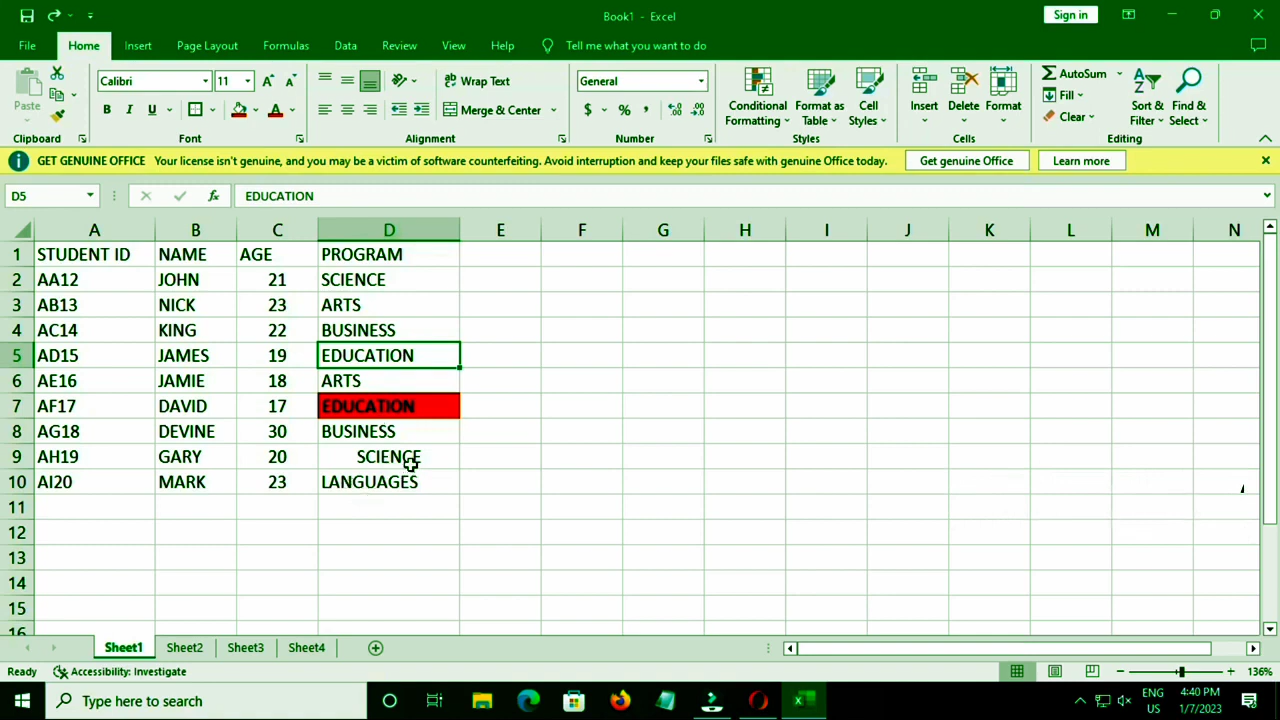 Book1 - Excel
Sign in
File Home Insert Page Layout Formulas Data Review View Help Tell me what you want to do
Paste
Calibri 11
B I U
Wrap Text
Merge & Center
General
$ % ,
Conditional Formatting
Format as Table
Cell Styles
Insert Delete Format
AutoSum
Fill
Clear
Sort & Filter
Find & Select
Clipboard Font Alignment Number Styles Cells Editing
GET GENUINE OFFICE Your license isn't genuine, and you may be a victim of software counterfeiting. Avoid interruption and keep your files safe with genuine Office today. Get genuine Office Learn more
D5 fx EDUCATION
A B C D E F G H I J K L M N
1 STUDENT ID NAME AGE PROGRAM
2 AA12 JOHN 21 SCIENCE
3 AB13 NICK 23 ARTS
4 AC14 KING 22 BUSINESS
5 AD15 JAMES 19 EDUCATION
6 AE16 JAMIE 18 ARTS
7 AF17 DAVID 17 EDUCATION
8 AG18 DEVINE 30 BUSINESS
9 AH19 GARY 20 SCIENCE
10 AI20 MARK 23 LANGUAGES
11
12
13
14
15
16
Sheet1 Sheet2 Sheet3 Sheet4
Ready Accessibility: Investigate 136%
Type here to search
ENG US
4:40 PM
1/7/2023